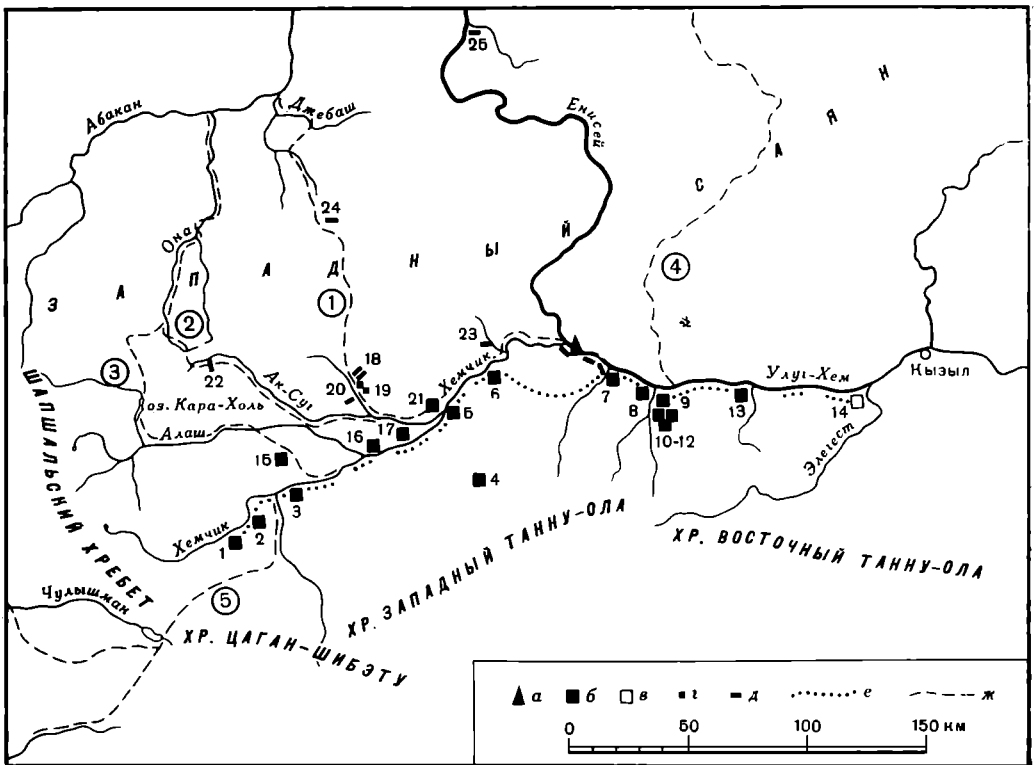 25
Абакан
Джебаш
Енисей
24
Она
ЗАПАДНЫЙ САЯН
1
2
3
4
5
22
23
18
19
20
21
оз. Кара-Холь
Ак-Суг
Алаш
Хемчик
Улуг-Хем
Кызыл
6
5
7
8
9
10-12
13
14
Элегест
17
16
15
4
3
2
1
Хемчик
ШАПШАЛЬСКИЙ ХРЕБЕТ
Чулышман
ХР. ЦАГАН-ШИБЭТУ
ХР. ЗАПАДНЫЙ ТАННУ-ОЛА
ХР. ВОСТОЧНЫЙ ТАННУ-ОЛА
а б в г д е ж
0 50 100 150 км